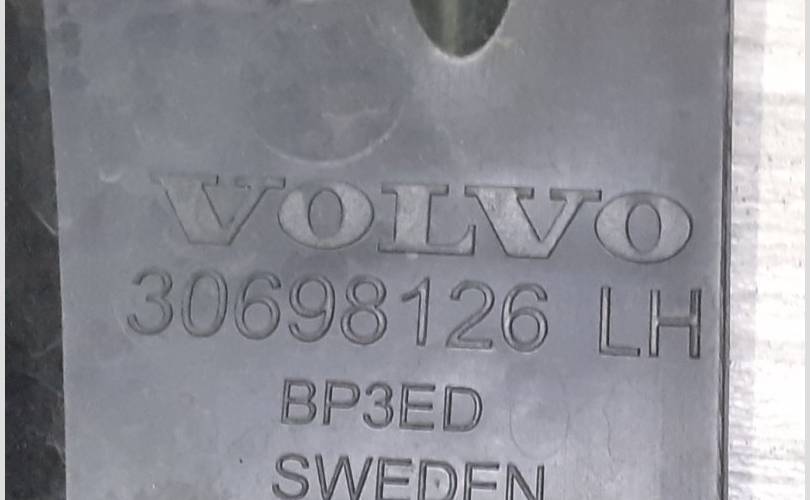 VOLVO
30698126 LH
BP3ED
SWEDEN